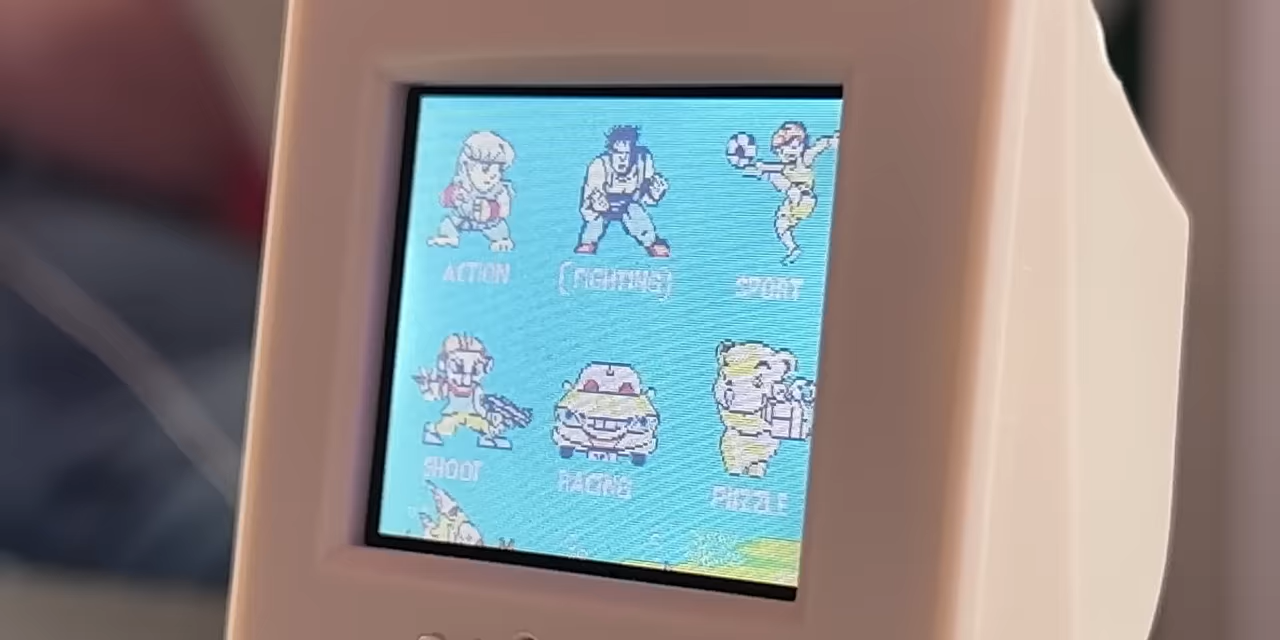 ACTION
[FIGHTING]
SPORT
SHOOT
RACING
PUZZLE